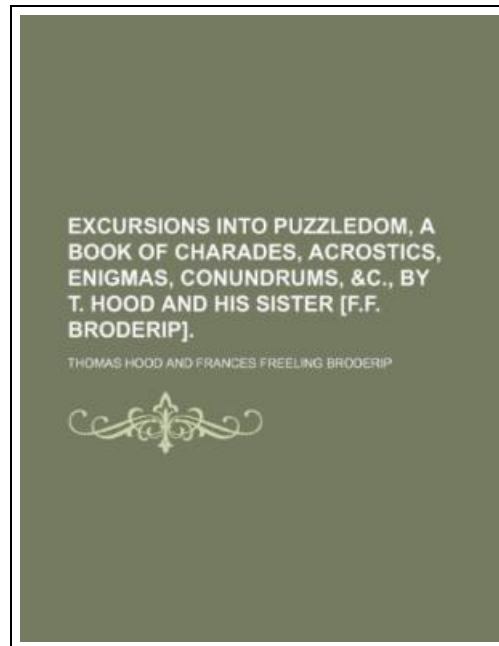 EXCURSIONS INTO PUZZLEDOM, A
BOOK OF CHARADES, ACROSTICS,
ENIGMAS, CONUNDRUMS, &C., BY
T. HOOD AND HIS SISTER [F.F.
BRODERIP].
THOMAS HOOD AND FRANCES FREELING BRODERIP